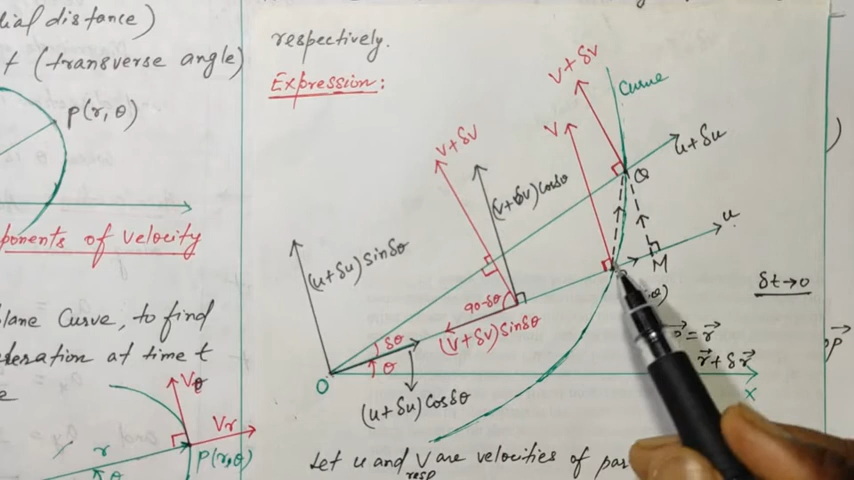 ial distance)
t (transverse angle)
P(r, θ)
ponents of velocity
lane Curve, to find
leration at time t
e
Vθ
Vr
r
θ
P(r,θ)
respectively.
Expression:
V+δV
Curve
V
V+δV
u+δu
Q
(V+δV)cosδθ
u
(u+δu)sinδθ
M
90-δθ
δt→0
δθ
(V+δV)sinδθ
θ
= r⃗
r⃗+δr⃗
O
x
(u+δu)cosδθ
Let u and V are velocities of par
resp